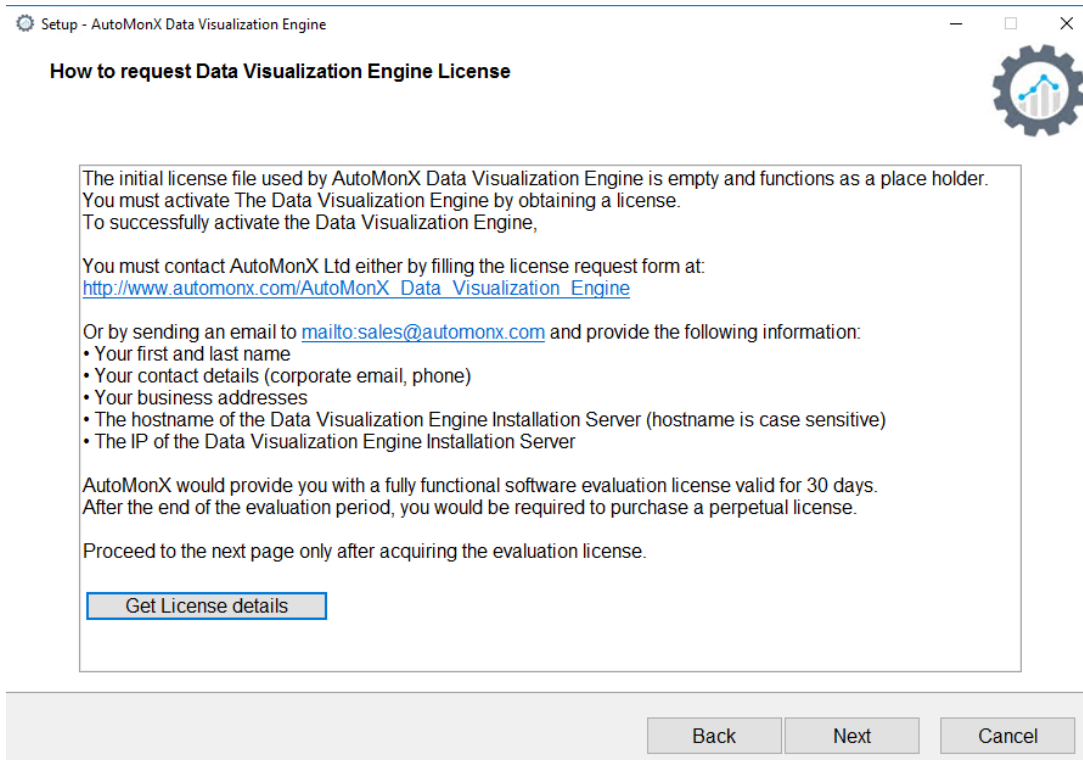 Setup - AutoMonX Data Visualization Engine
How to request Data Visualization Engine License
The initial license file used by AutoMonX Data Visualization Engine is empty and functions as a place holder.
You must activate The Data Visualization Engine by obtaining a license.
To successfully activate the Data Visualization Engine,
You must contact AutoMonX Ltd either by filling the license request form at:
http://www.automonx.com/AutoMonX_Data_Visualization_Engine
Or by sending an email to mailto:sales@automonx.com and provide the following information:
• Your first and last name
• Your contact details (corporate email, phone)
• Your business addresses
• The hostname of the Data Visualization Engine Installation Server (hostname is case sensitive)
• The IP of the Data Visualization Engine Installation Server
AutoMonX would provide you with a fully functional software evaluation license valid for 30 days.
After the end of the evaluation period, you would be required to purchase a perpetual license.
Proceed to the next page only after acquiring the evaluation license.
Get License details
Back Next Cancel